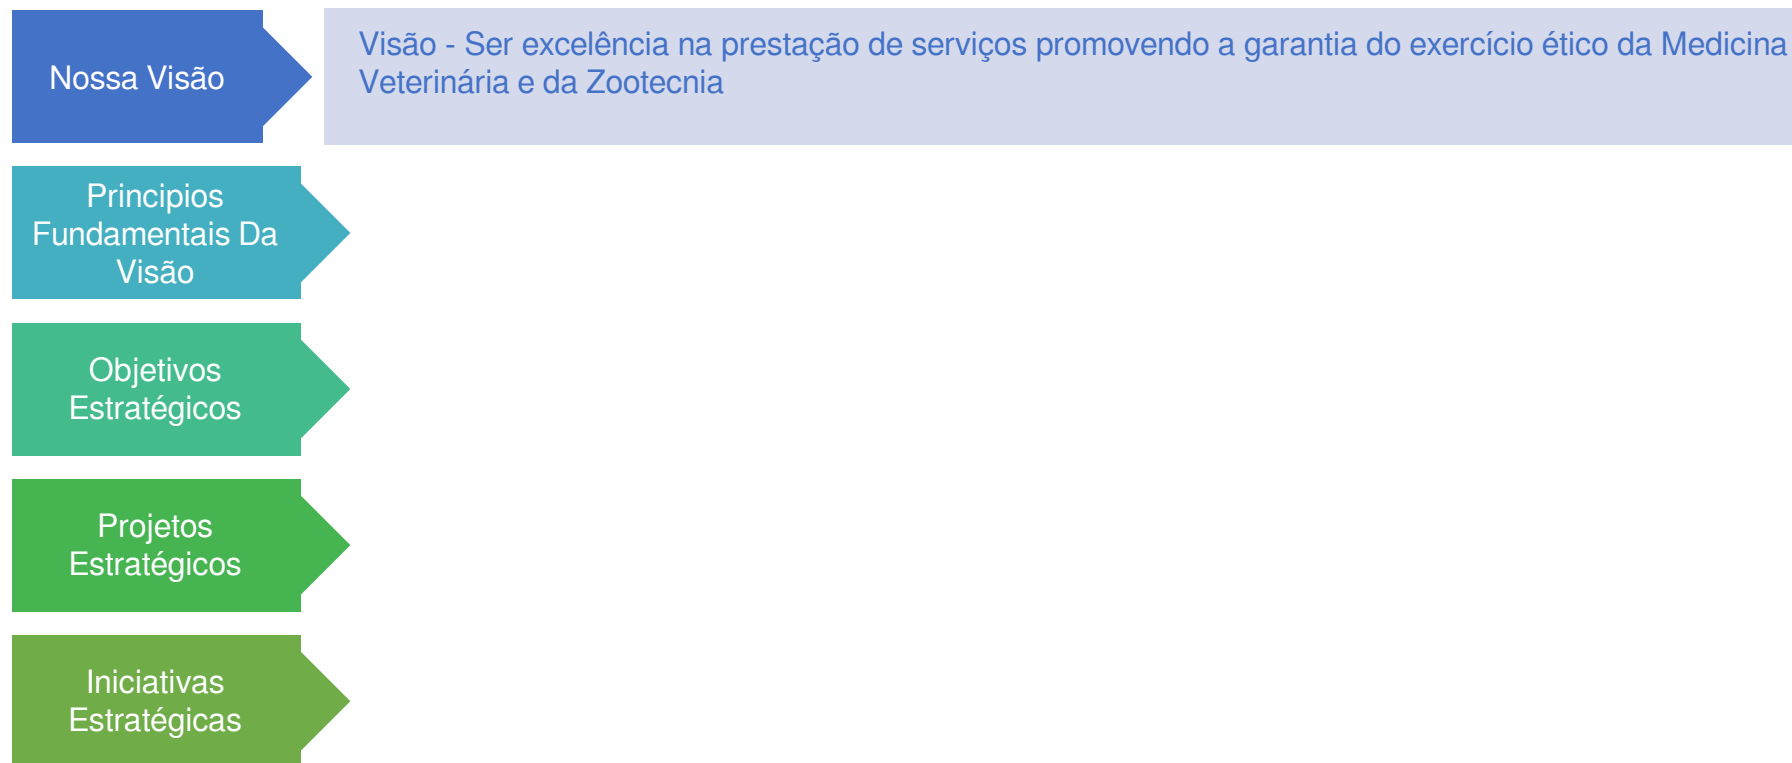 Nossa Visão
Visão - Ser excelência na prestação de serviços promovendo a garantia do exercício ético da Medicina
Veterinária e da Zootecnia
Principios
Fundamentais Da
Visão
Objetivos
Estratégicos
Projetos
Estratégicos
Iniciativas
Estratégicas